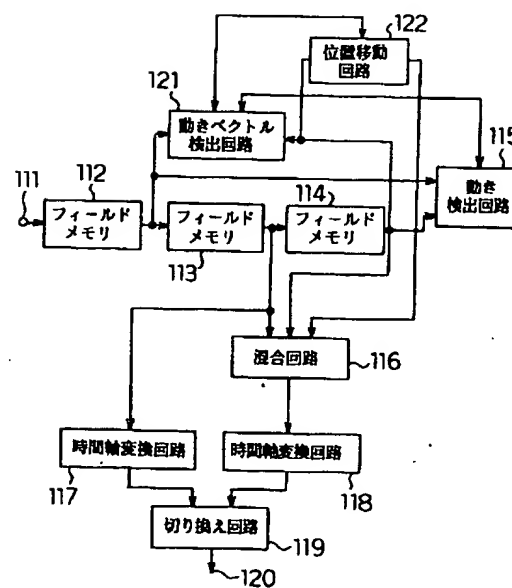 122
位置移動
回路
121
動きベクトル
検出回路
115
動き
検出回路
111
112
フィールド
メモリ
フィールド
メモリ
113
114
フィールド
メモリ
混合回路
116
時間軸変換回路
117
時間軸変換回路
118
切り換え回路
119
120